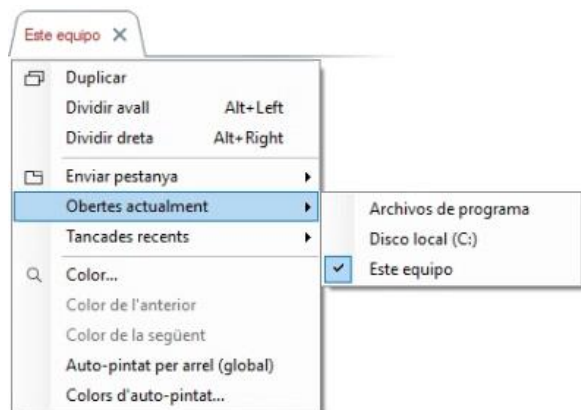 Este equipo
Duplicar
Dividir avall Alt+Left
Dividir dreta Alt+Right
Enviar pestanya
Obertes actualment
Archivos de programa
Disco local (C:)
Este equipo
Tancades recents
Color...
Color de l'anterior
Color de la següent
Auto-pintat per arrel (global)
Colors d'auto-pintat...